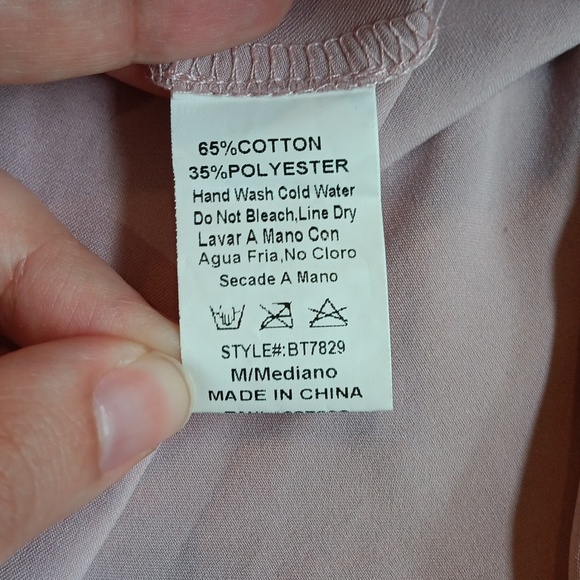 65%COTTON
35%POLYESTER
Hand Wash Cold Water
Do Not Bleach,Line Dry
Lavar A Mano Con
Agua Fria,No Cloro
Secade A Mano
STYLE#:BT7829
M/Mediano
MADE IN CHINA